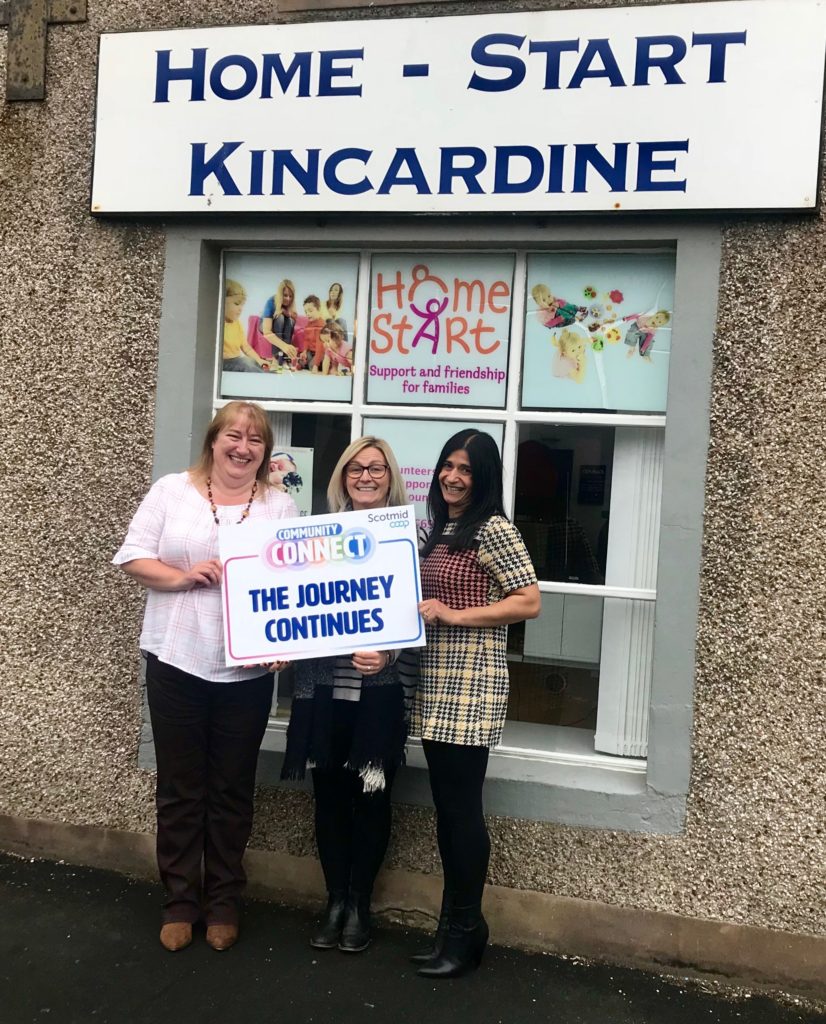 HOME - START
KINCARDINE
HOme
StARt
Support and friendship
for families
Scotmid
coop
COMMUNITY
CONNECT
THE JOURNEY
CONTINUES